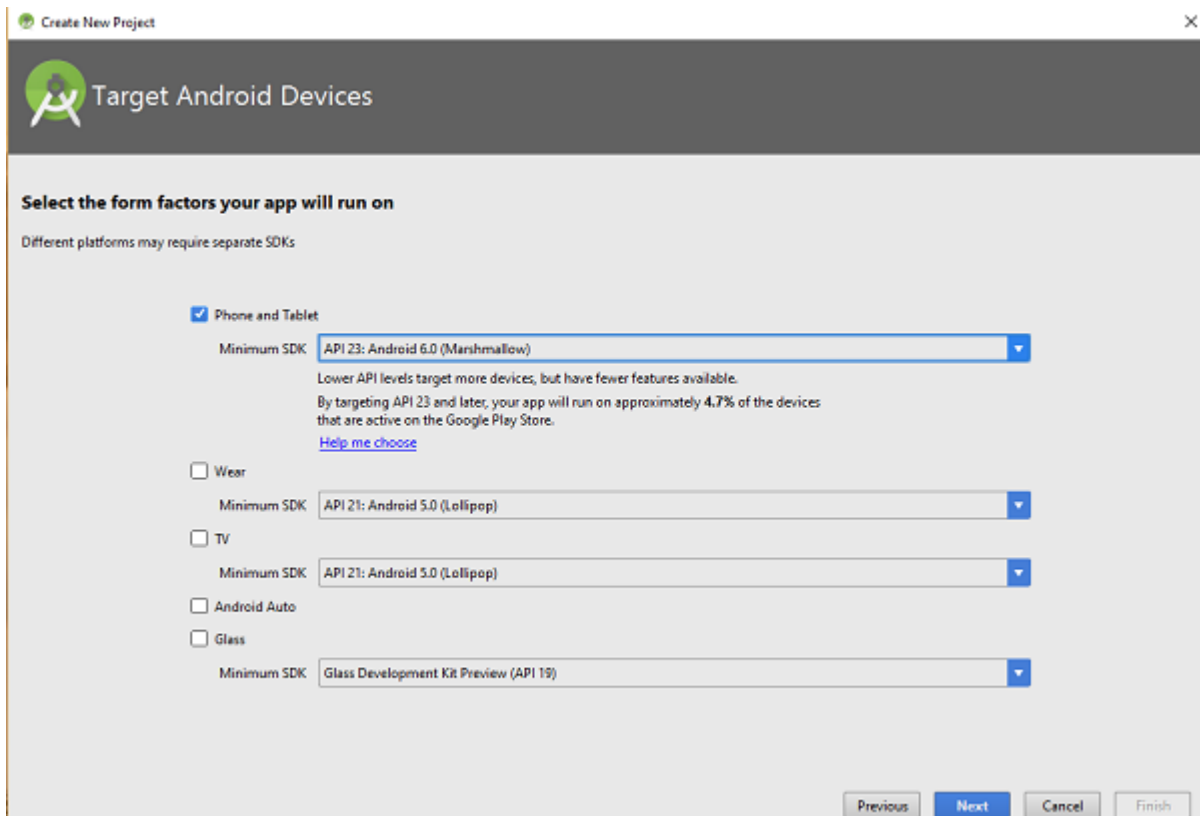 Create New Project
Target Android Devices
Select the form factors your app will run on
Different platforms may require separate SDKs
Phone and Tablet
Minimum SDK API 23: Android 6.0 (Marshmallow)
Lower API levels target more devices, but have fewer features available.
By targeting API 23 and later, your app will run on approximately 4.7% of the devices
that are active on the Google Play Store.
Help me choose
Wear
Minimum SDK API 21: Android 5.0 (Lollipop)
TV
Minimum SDK API 21: Android 5.0 (Lollipop)
Android Auto
Glass
Minimum SDK Glass Development Kit Preview (API 19)
Previous Next Cancel Finish